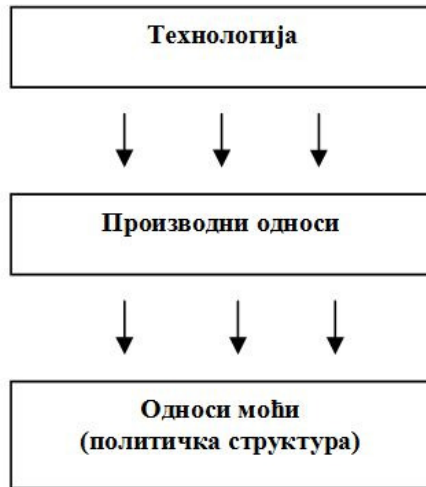 Технологија
Производни односи
Односи моћи
(политичка структура)